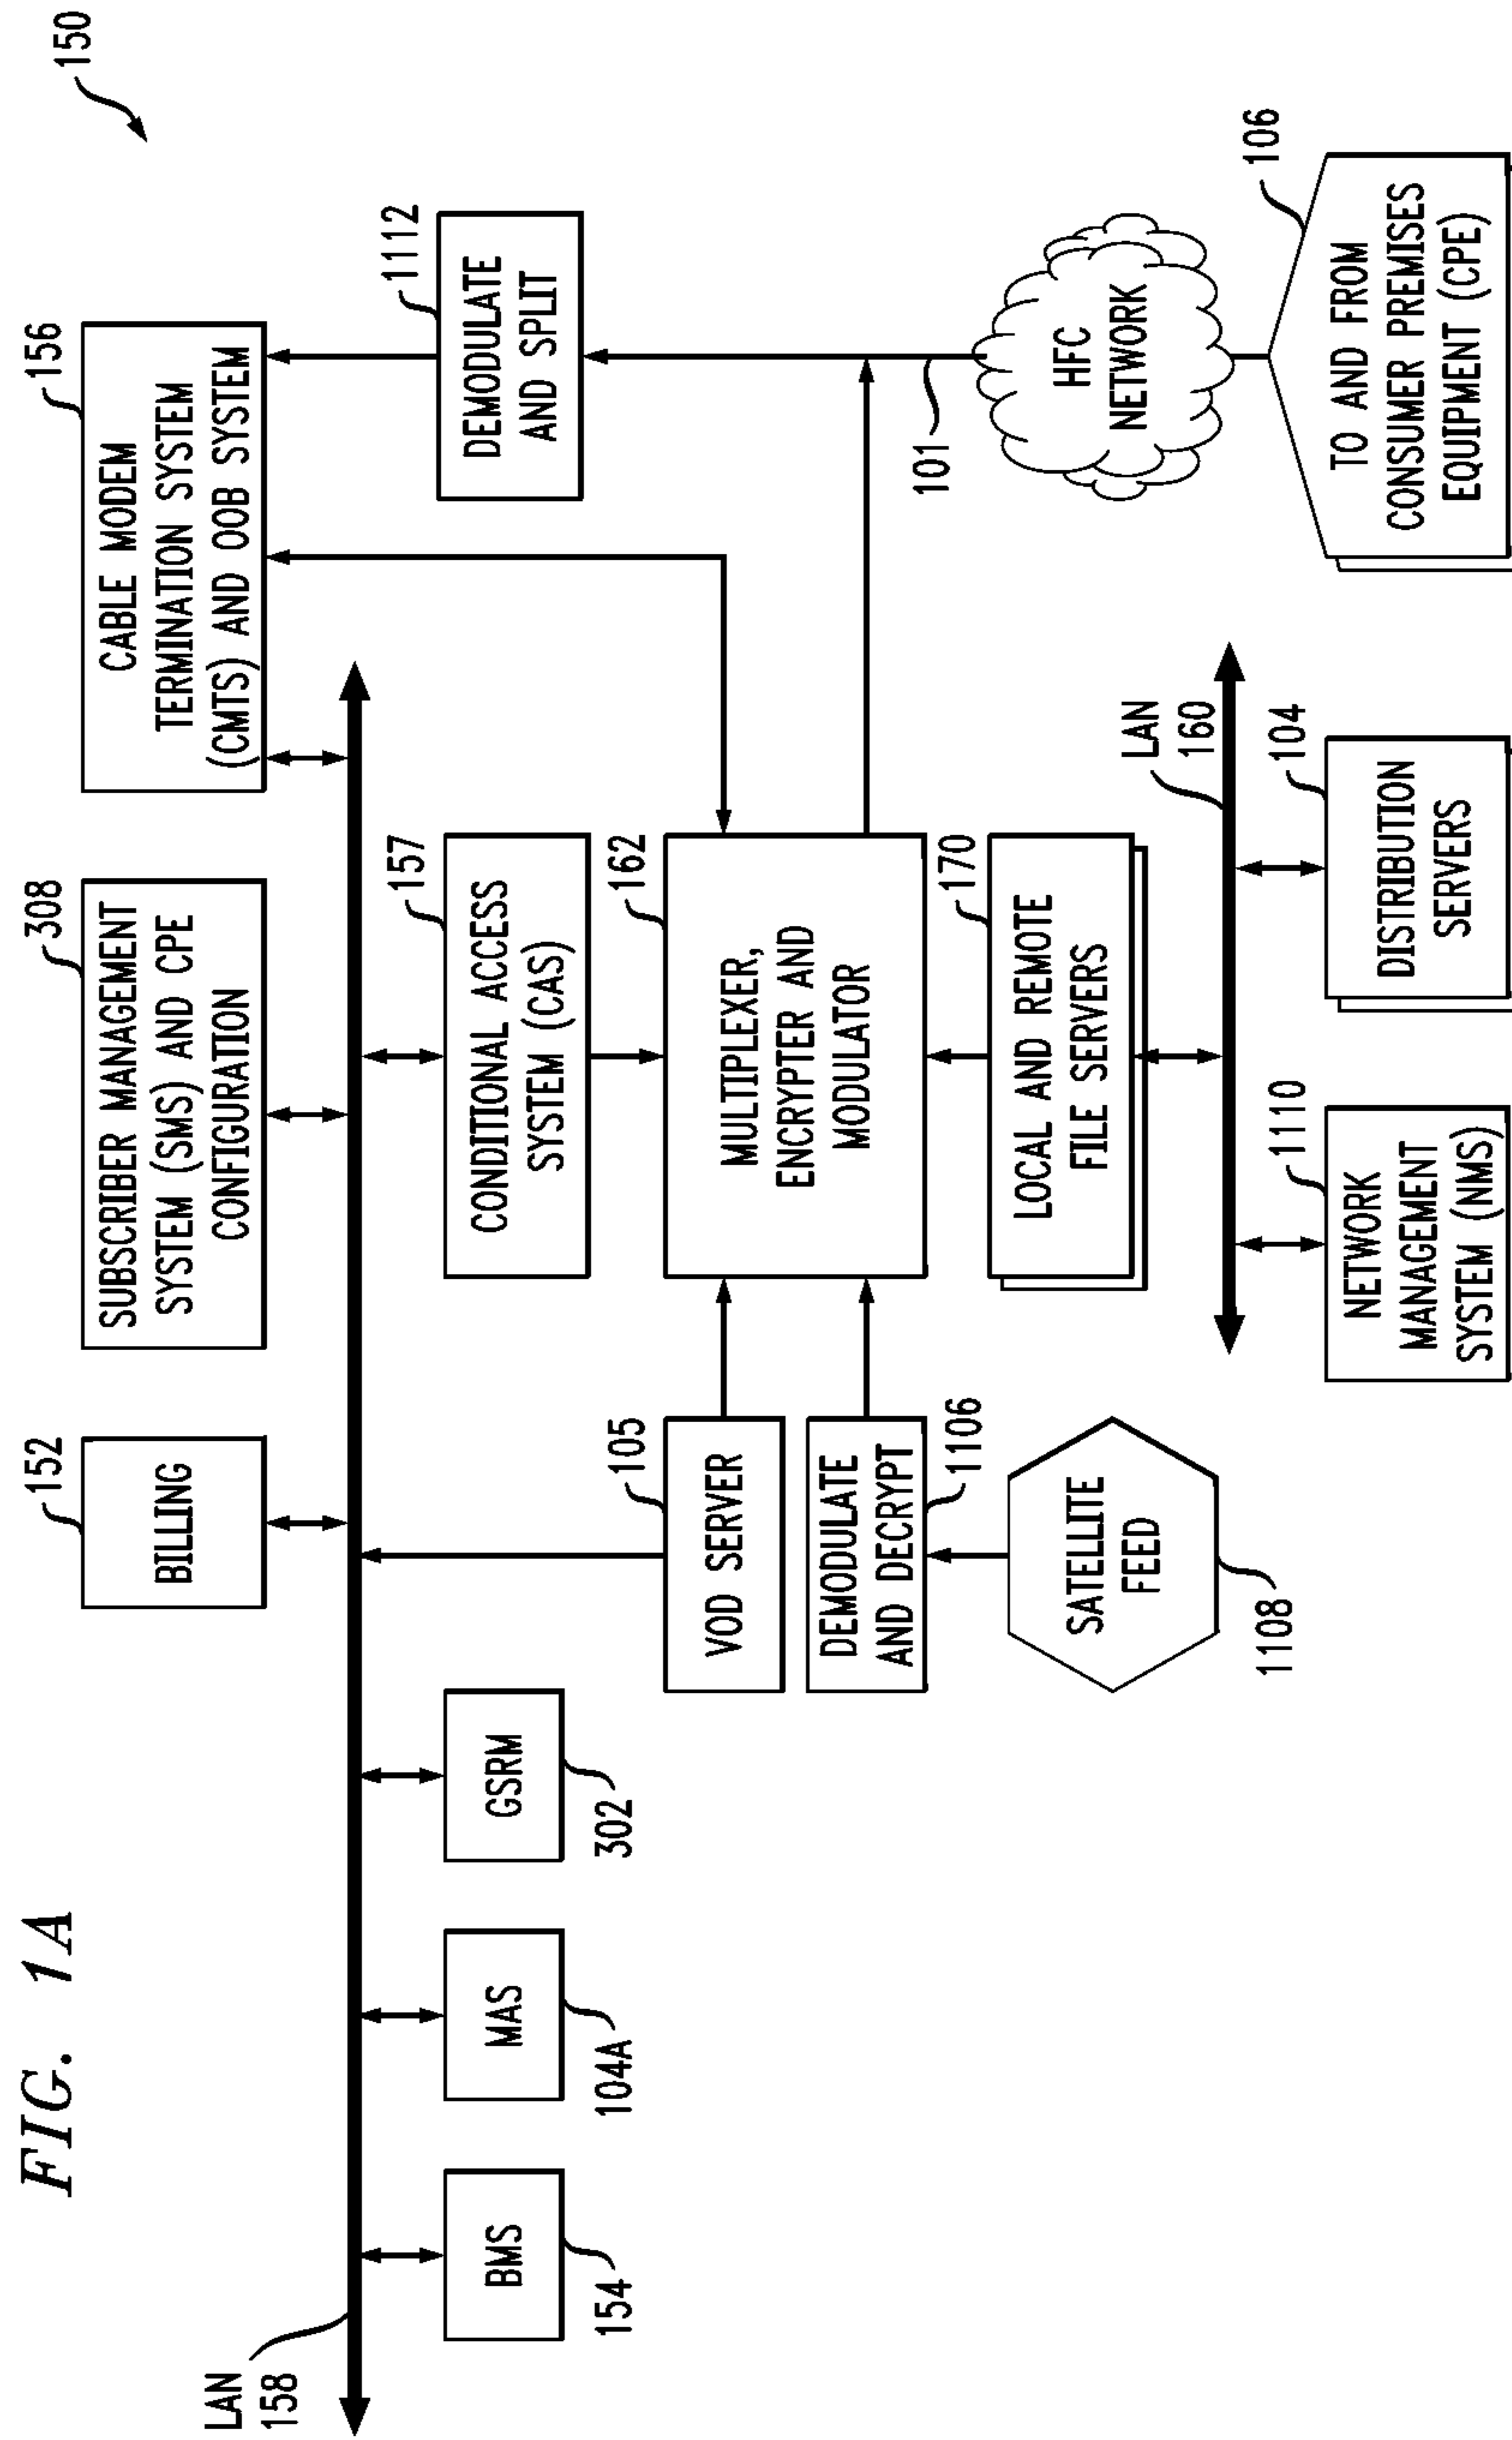 FIG. 1A
150
152
BILLING
308
SUBSCRIBER MANAGEMENT
SYSTEM (SMS) AND CPE
CONFIGURATION
156
CABLE MODEM
TERMINATION SYSTEM
(CMTS) AND OOB SYSTEM
LAN
158
BMS
154
MAS
104A
GSRM
302
157
CONDITIONAL ACCESS
SYSTEM (CAS)
1112
DEMODULATE
AND SPLIT
105
VOD SERVER
162
MULTIPLEXER,
ENCRYPTER AND
MODULATOR
DEMODULATE
AND DECRYPT
1106
101
170
LOCAL AND REMOTE
FILE SERVERS
SATELLITE
FEED
1108
HFC
NETWORK
LAN
160
1110
NETWORK
MANAGEMENT
SYSTEM (NMS)
104
DISTRIBUTION
SERVERS
106
TO AND FROM
CONSUMER PREMISES
EQUIPMENT (CPE)